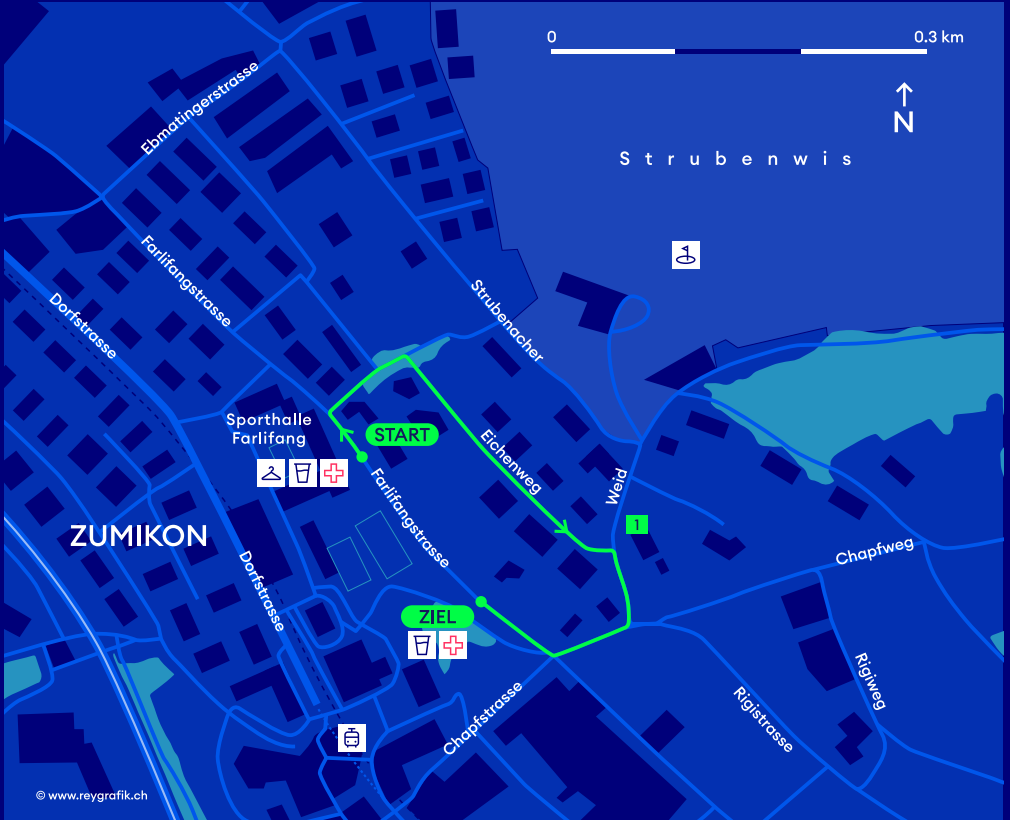 0 0.3 km
N
Strubenwis
Ebmatingerstrasse
Farlifangstrasse
Dorfstrasse
Strubenacher
Sporthalle
Farlifang
START
Eichenweg
Farlifangstrasse
Weid
1
ZUMIKON
Chapfweg
Dorfstrasse
ZIEL
Rigiweg
Chapfstrasse
Rigistrasse
© www.reygrafik.ch